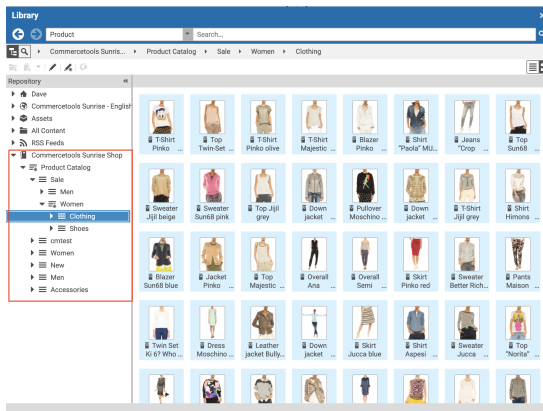 Library
Product
Search...
Commercetools Sunris... Product Catalog Sale Women Clothing
Repository
Dave
Commercetools Sunrise - English
Assets
All Content
RSS Feeds
Commercetools Sunrise Shop
Product Catalog
Sale
Men
Women
Clothing
Shoes
cmtest
Women
New
Men
Accessories
T-Shirt Pinko ...
Top Twin-Set ...
T-Shirt Pinko olive
T-Shirt Majestic ...
Blazer Pinko ...
Shirt "Paola" MU...
Jeans "Crop ...
Top Sun68 ...
Sweater Jijil beige
Sweater Sun68 pink
Top Jijil grey
Down jacket ...
Pullover Moschino ...
Down jacket ...
T-Shirt Jijil grey
Shirt Himons ...
Blazer Sun68 blue
Jacket Pinko ...
Top Majestic ...
Overall Ana ...
Overall Semi ...
Skirt Pinko red
Sweater Better Rich...
Pants Maison ...
Twin Set Ki 6? Who ...
Dress Moschino ...
Leather jacket Bully...
Down jacket ...
Skirt Jucca blue
Shirt Aspesi ...
Sweater Jucca ...
Top "Norita" ...